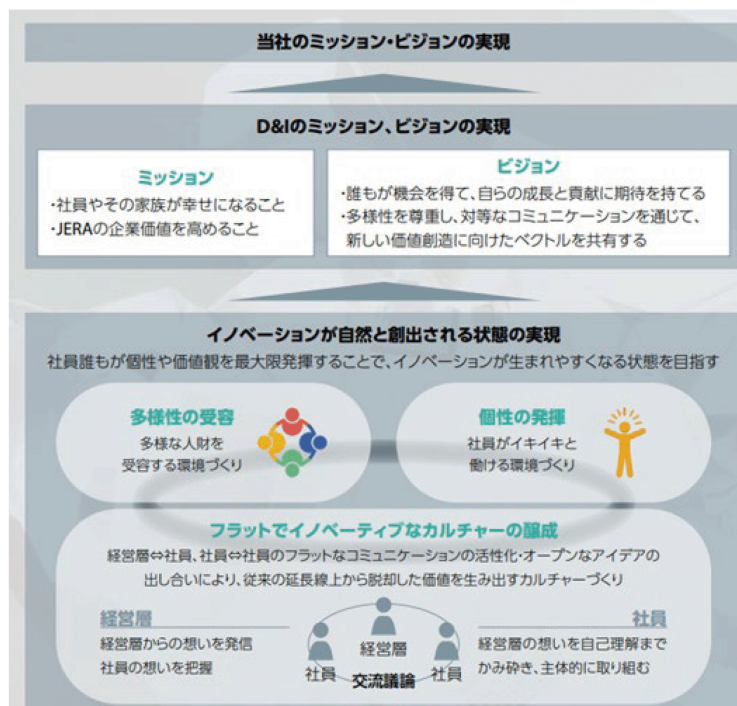 当社のミッション・ビジョンの実現
D&Iのミッション、ビジョンの実現
ミッション
・社員やその家族が幸せになること
・JERAの企業価値を高めること
ビジョン
・誰もが機会を得て、自らの成長と貢献に期待を持てる
・多様性を尊重し、対等なコミュニケーションを通じて、
新しい価値創造に向けたベクトルを共有する
イノベーションが自然と創出される状態の実現
社員誰もが個性や価値観を最大限発揮することで、イノベーションが生まれやすくなる状態を目指す
多様性の受容
多様な人財を
受容する環境づくり
個性の発揮
社員がイキイキと
働ける環境づくり
フラットでイノベーティブなカルチャーの醸成
経営層⇔社員、社員⇔社員のフラットなコミュニケーションの活性化・オープンなアイデアの
出し合いにより、従来の延長線上から脱却した価値を生み出すカルチャーづくり
経営層
経営層からの想いを発信
社員の想いを把握
経営層
社員
社員
交流議論
社員
経営層の想いを自己理解まで
かみ砕き、主体的に取り組む